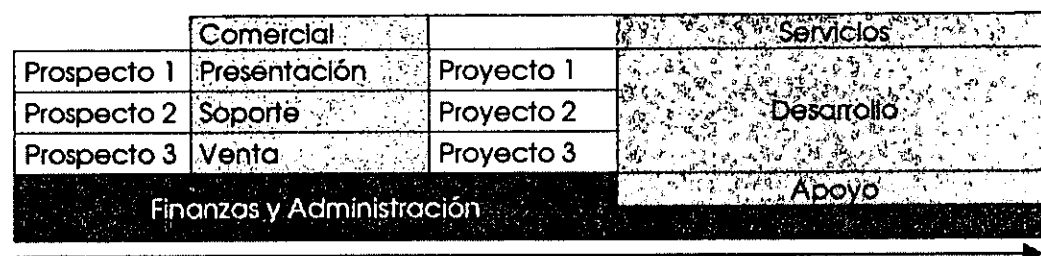 Comercial Servicios
Prospecto 1 Presentación Proyecto 1
Prospecto 2 Soporte Proyecto 2 Desarrollo
Prospecto 3 Venta Proyecto 3
Apoyo
Finanzas y Administración